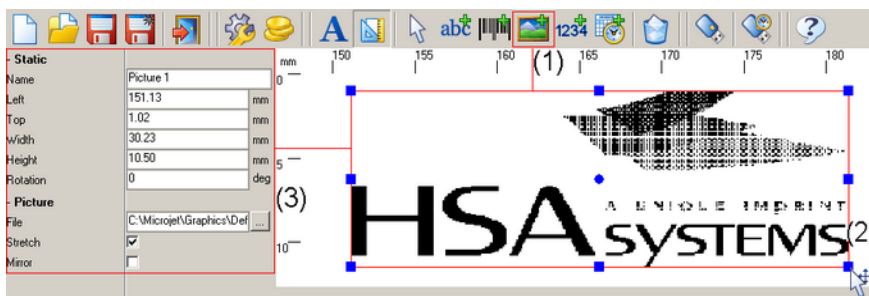 A abc 1234 ?
- Static
Name Picture 1
Left 151.13 mm
Top 1.02 mm
Width 30.23 mm
Height 10.50 mm
Rotation 0 deg
- Picture
File C:\Microjet\Graphics\Def ...
Stretch
Mirror
mm 150 155 160 165 170 175 180
(1)
0
5
(3)
10
HSA
A UNIQUE IMPRINT
SYSTEMS
(2